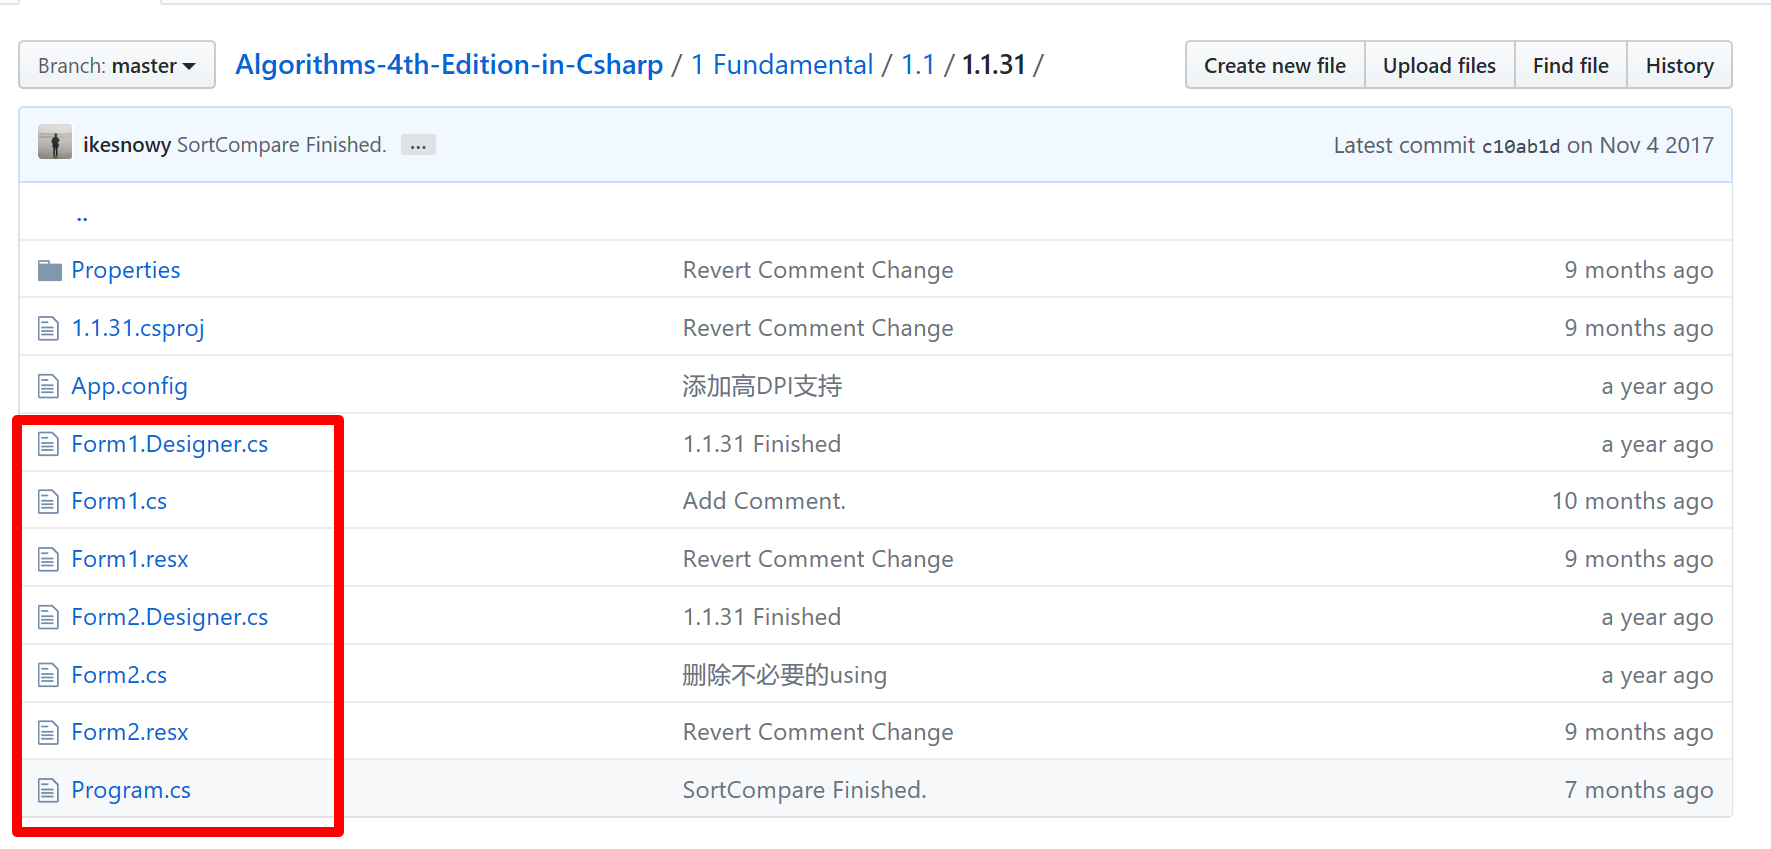 Branch: master Algorithms-4th-Edition-in-Csharp / 1 Fundamental / 1.1 / 1.1.31 / Create new file Upload files Find file History
ikesnowy SortCompare Finished. ... Latest commit c10ab1d on Nov 4 2017
..
Properties Revert Comment Change 9 months ago
1.1.31.csproj Revert Comment Change 9 months ago
App.config 添加高DPI支持 a year ago
Form1.Designer.cs 1.1.31 Finished a year ago
Form1.cs Add Comment. 10 months ago
Form1.resx Revert Comment Change 9 months ago
Form2.Designer.cs 1.1.31 Finished a year ago
Form2.cs 删除不必要的using a year ago
Form2.resx Revert Comment Change 9 months ago
Program.cs SortCompare Finished. 7 months ago